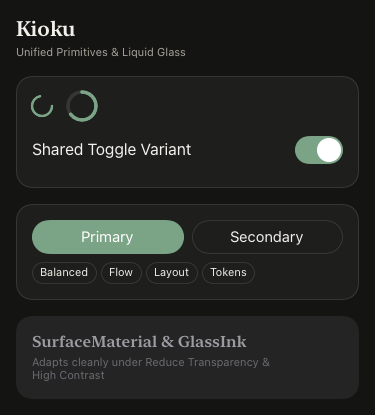 Kioku
Unified Primitives & Liquid Glass
Shared Toggle Variant
Primary
Secondary
Balanced
Flow
Layout
Tokens
SurfaceMaterial & GlassInk
Adapts cleanly under Reduce Transparency &
High Contrast